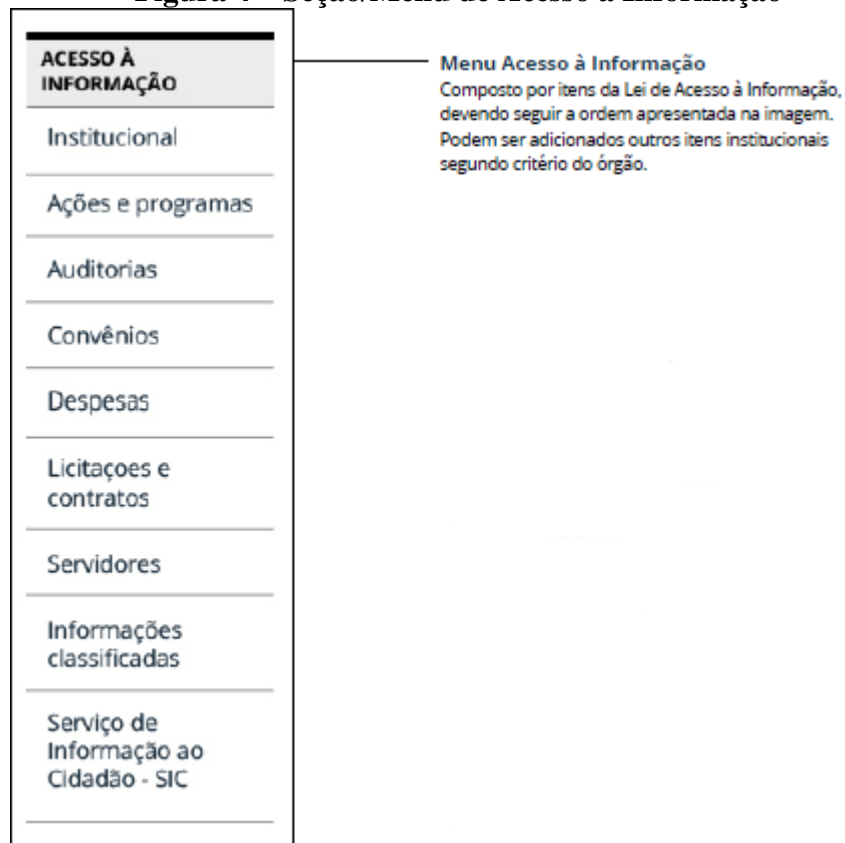 ACESSO À
INFORMAÇÃO
Institucional
Ações e programas
Auditorias
Convênios
Despesas
Licitaçoes e
contratos
Servidores
Informações
classificadas
Serviço de
Informação ao
Cidadão - SIC
Menu Acesso à Informação
Composto por itens da Lei de Acesso à Informação,
devendo seguir a ordem apresentada na imagem.
Podem ser adicionados outros itens institucionais
segundo critério do órgão.